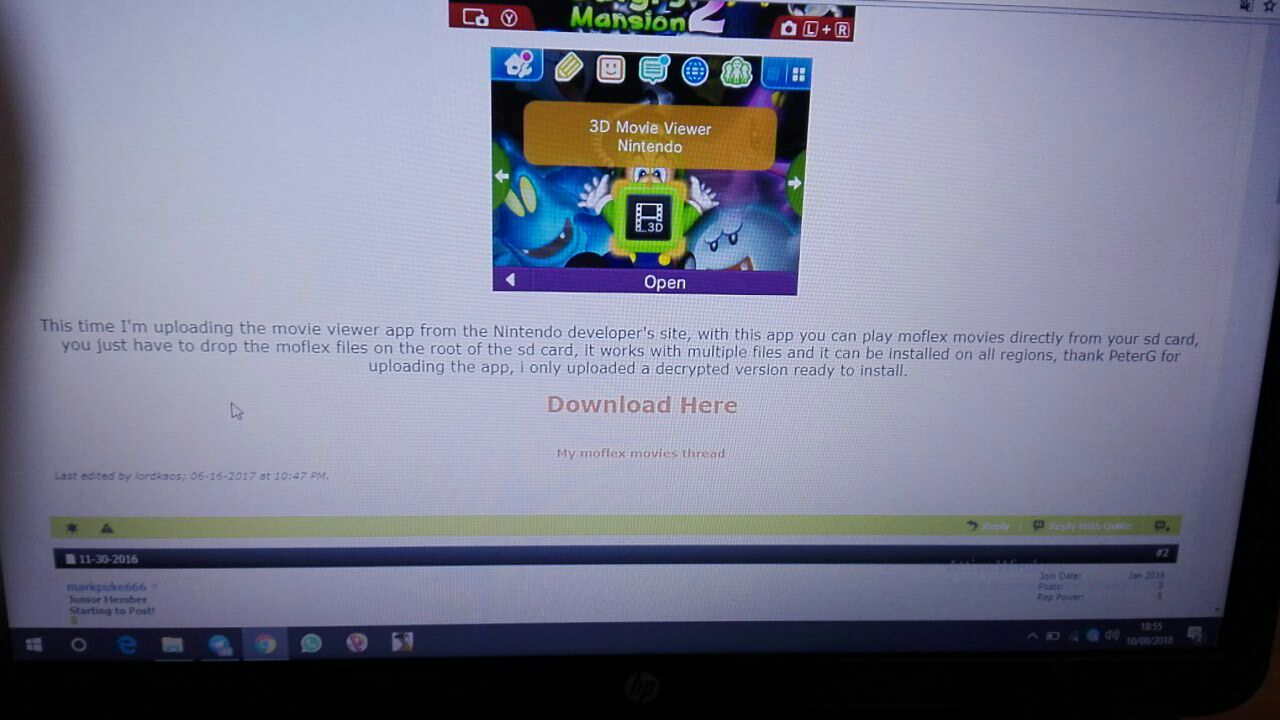 Mansion 2
Y
L + R
3D Movie Viewer
Nintendo
3D
Open
This time I'm uploading the movie viewer app from the Nintendo developer's site, with this app you can play moflex movies directly from your sd card,
you just have to drop the moflex files on the root of the sd card, it works with multiple files and it can be installed on all regions, thank PeterG for
uploading the app, i only uploaded a decrypted version ready to install.
Download Here
My moflex movies thread
Last edited by lordkaos; 06-16-2017 at 10:47 PM.
Reply | Reply With Quote
11-30-2016 #2
markpuke666
Junior Member
Starting to Post!
Join Date: Jan 2016
Posts: 5
Rep Power: 5
18:55
10/08/2018
hp